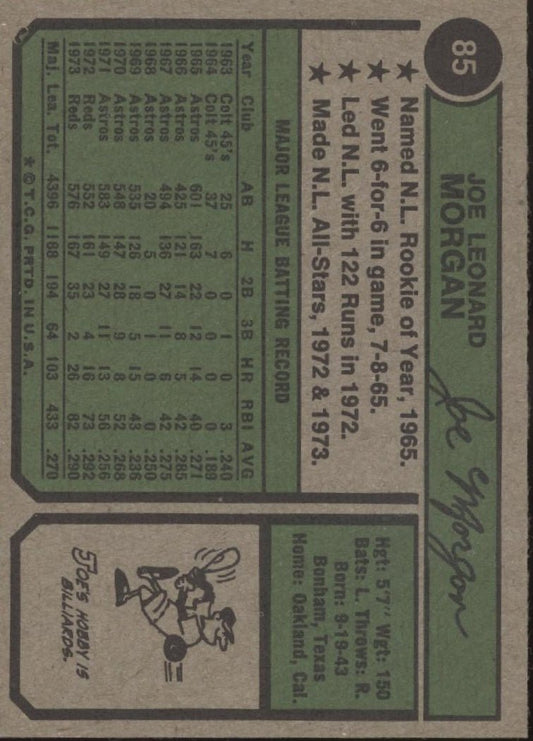 85
JOE LEONARD
MORGAN
Joe Morgan
★ Named N.L. Rookie of Year, 1965.
★ Went 6-for-6 in game, 7-8-65.
★ Led N.L. with 122 Runs in 1972.
★ Made N.L. All-Stars, 1972 & 1973.
Hgt: 5'7" Wgt: 150
Bats: L. Throws: R.
Born: 9-19-43
Bonham, Texas
Home: Oakland, Cal.
MAJOR LEAGUE BATTING RECORD
Year Club AB H 2B 3B HR RBI AVG
1963 Colt 45's 25 6 0 1 0 3 .240
1964 Colt 45's 37 7 0 0 0 0 .189
1965 Astros 601 163 22 12 14 40 .271
1966 Astros 425 121 14 8 5 42 .285
1967 Astros 494 136 27 11 6 42 .275
1968 Astros 20 5 0 1 0 0 .250
1969 Astros 535 126 18 5 15 43 .236
1970 Astros 548 147 28 9 8 52 .268
1971 Astros 583 149 27 11 13 56 .256
1972 Reds 552 161 23 4 16 73 .292
1973 Reds 576 167 35 2 26 82 .290
Maj. Lea. Tot. 4396 1188 194 64 103 433 .270
* © T.C.G. PRTD. IN U.S.A.
JOE'S HOBBY IS
BILLIARDS.